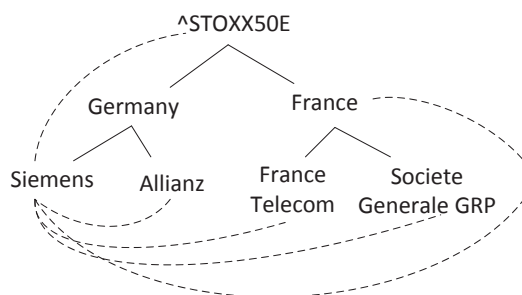 ^STOXX50E
Germany
France
Siemens
Allianz
France
Telecom
Societe
Generale GRP